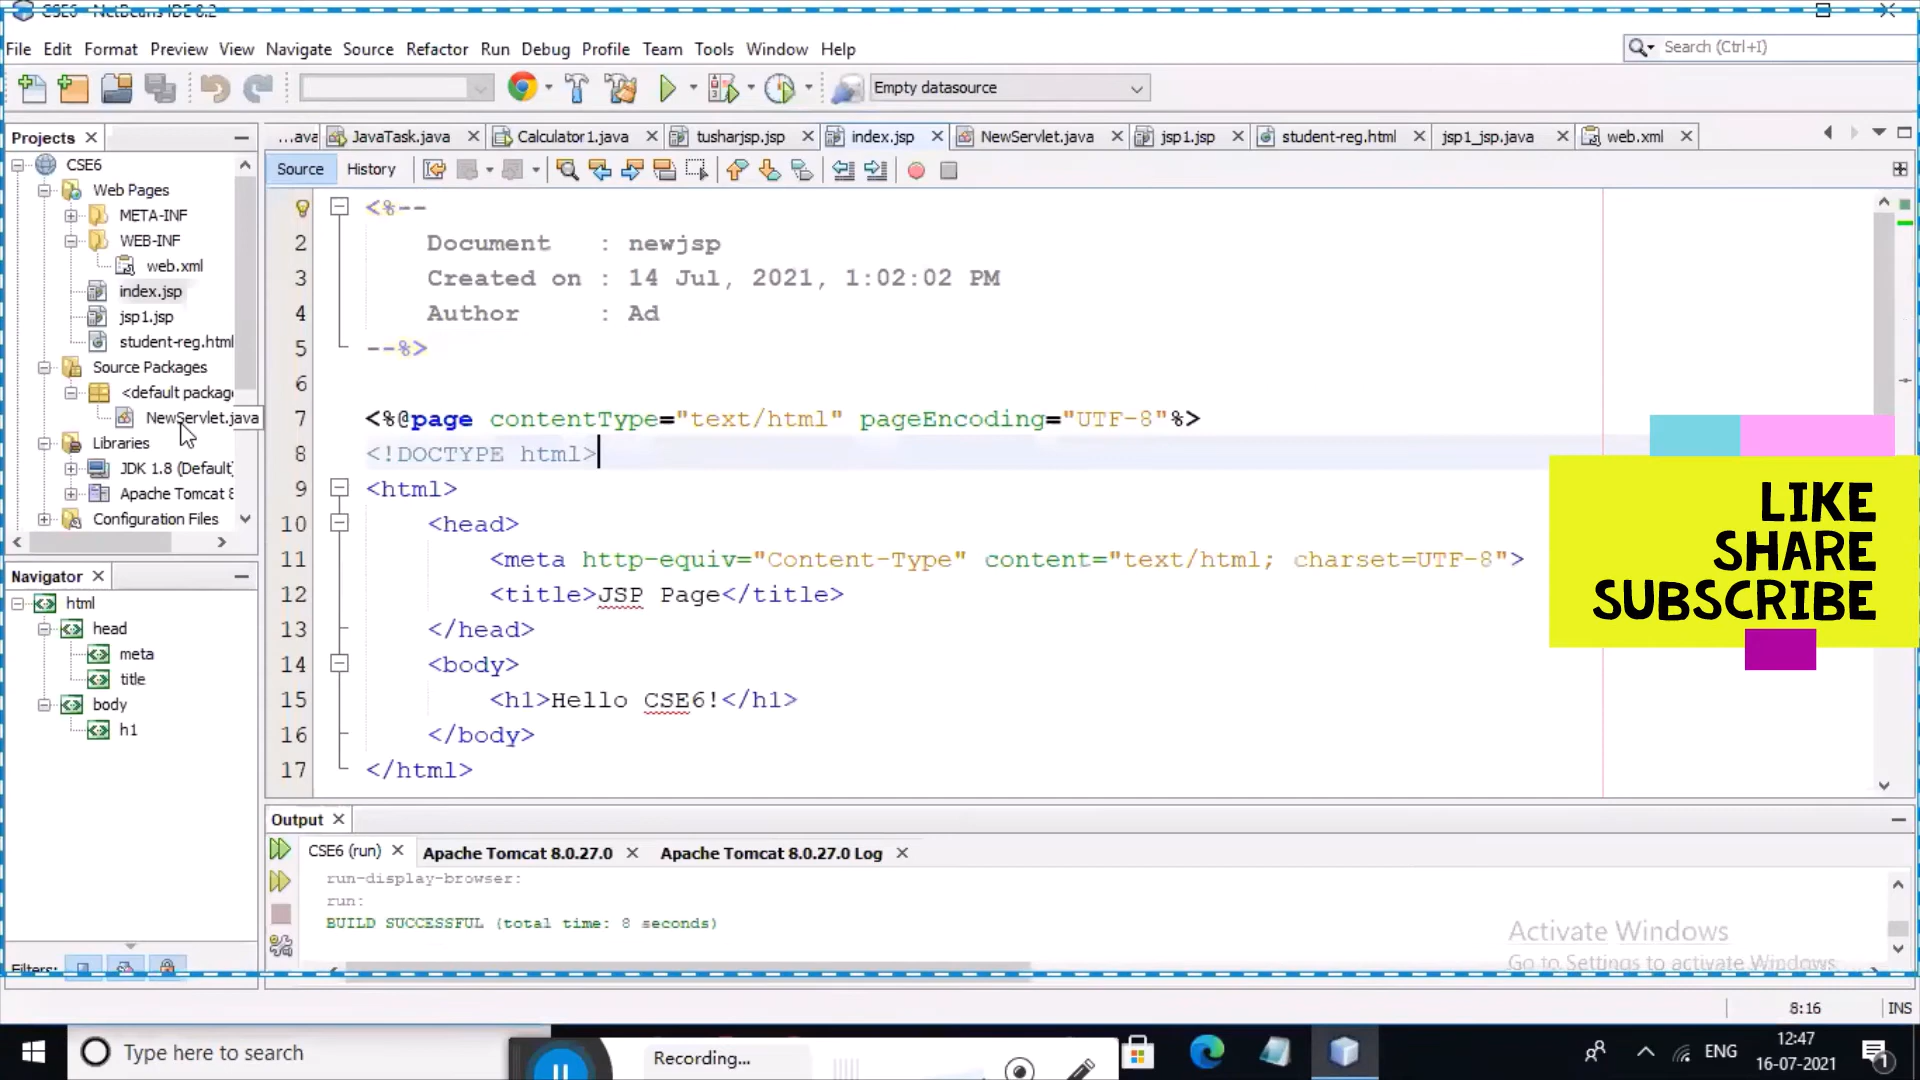 CSE6 - NetBeans IDE 8.2
File Edit Format Preview View Navigate Source Refactor Run Debug Profile Team Tools Window Help
Search (Ctrl+I)
Empty datasource
Projects
...ava JavaTask.java Calculator1.java tusharjsp.jsp index.jsp NewServlet.java jsp1.jsp student-reg.html jsp1_jsp.java web.xml
Source History
CSE6
Web Pages
META-INF
WEB-INF
web.xml
index.jsp
jsp1.jsp
student-reg.html
Source Packages
<default package
NewServlet.java
Libraries
JDK 1.8 (Default)
Apache Tomcat 8
Configuration Files
Navigator
html
head
meta
title
body
h1
Filters:
<%--
2 Document : newjsp
3 Created on : 14 Jul, 2021, 1:02:02 PM
4 Author : Ad
5 --%>
6
7 <%@page contentType="text/html" pageEncoding="UTF-8"%>
8 <!DOCTYPE html>
9 <html>
10 <head>
11 <meta http-equiv="Content-Type" content="text/html; charset=UTF-8">
12 <title>JSP Page</title>
13 </head>
14 <body>
15 <h1>Hello CSE6!</h1>
16 </body>
17 </html>
LIKE
SHARE
SUBSCRIBE
Output
CSE6 (run) Apache Tomcat 8.0.27.0 Apache Tomcat 8.0.27.0 Log
run-display-browser:
run:
BUILD SUCCESSFUL (total time: 8 seconds)
Activate Windows
Go to Settings to activate Windows.
8:16 INS
Type here to search
Recording...
ENG
12:47
16-07-2021
1